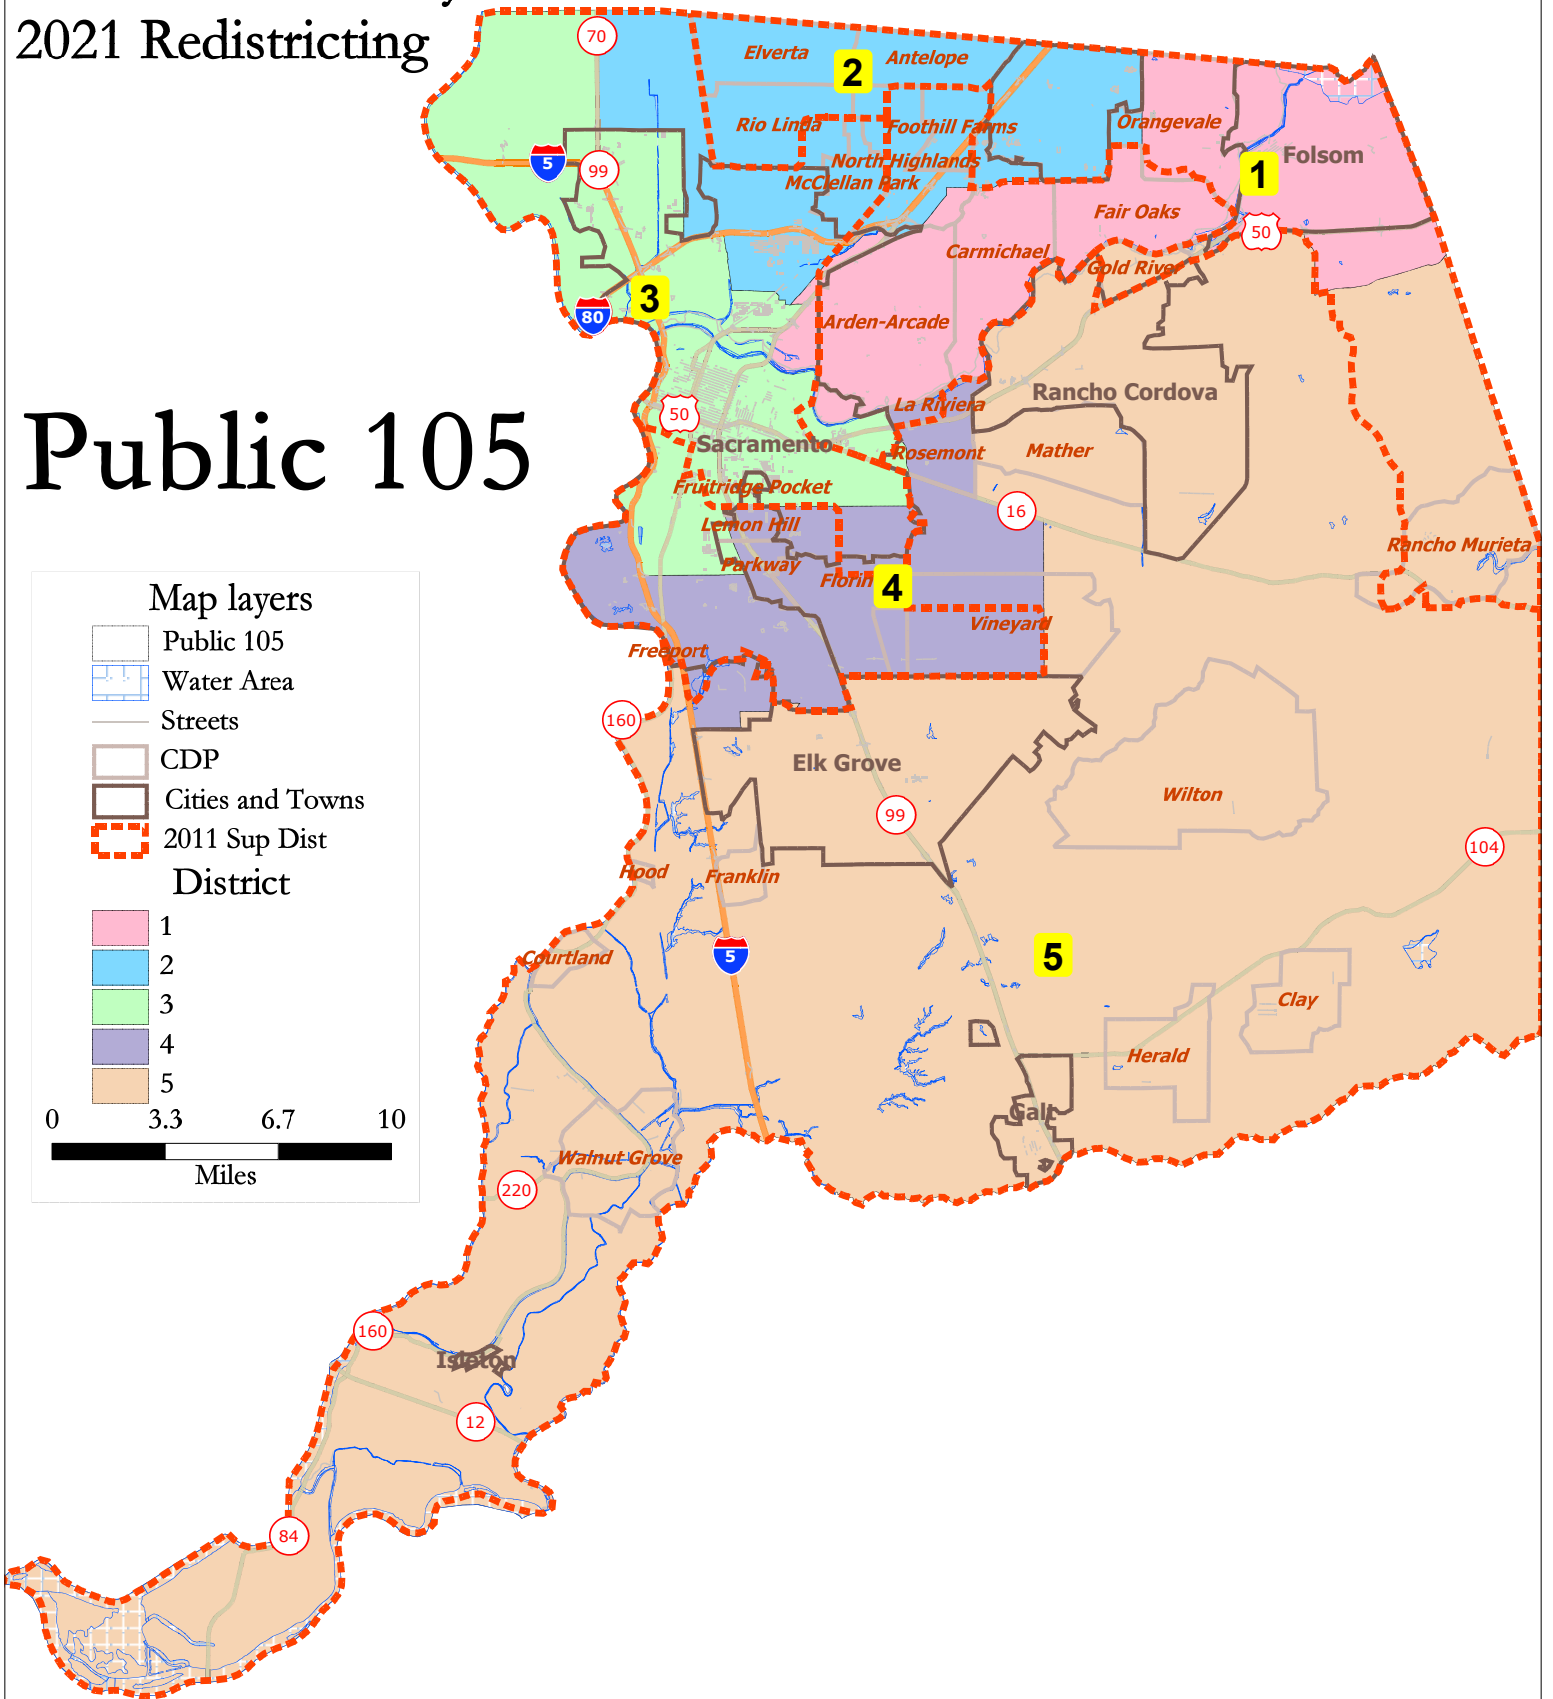 2021 Redistricting
Public 105
70
Elverta
2
Antelope
Rio Linda
Foothill Farms
Orangevale
5
99
North Highlands
McClellan Park
1
Folsom
Fair Oaks
50
Carmichael
Gold River
3
80
Arden-Arcade
Rancho Cordova
La Riviera
50
Sacramento
Rosemont
Mather
Fruitridge Pocket
16
Lemon Hill
Rancho Murieta
Parkway
Florin
4
Vineyard
Freeport
160
Elk Grove
Wilton
99
104
Hood
Franklin
Courtland
5
5
Clay
Herald
Galt
Walnut Grove
220
160
Isleton
12
84
Map layers
Public 105
Water Area
Streets
CDP
Cities and Towns
2011 Sup Dist
District
1
2
3
4
5
0 3.3 6.7 10
Miles